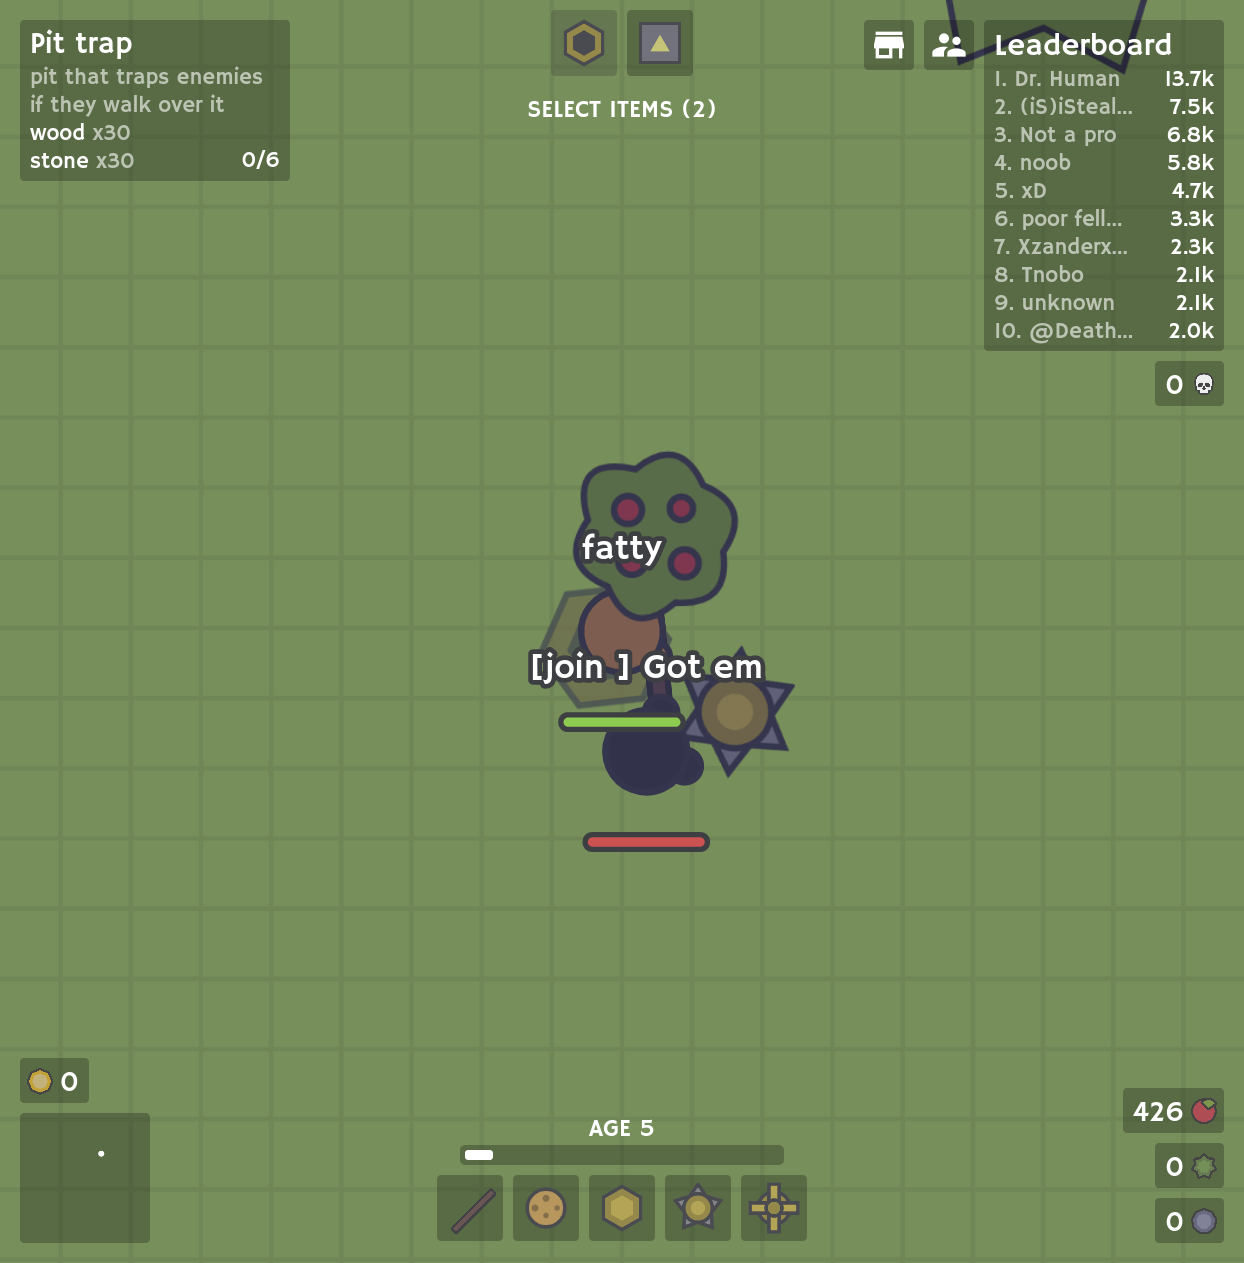 Pit trap
pit that traps enemies
if they walk over it
wood x30
stone x30 0/6
SELECT ITEMS (2)
Leaderboard
1. Dr. Human 13.7k
2. (iS)iSteal... 7.5k
3. Not a pro 6.8k
4. noob 5.8k
5. xD 4.7k
6. poor fell... 3.3k
7. Xzanderx... 2.3k
8. Tnobo 2.1k
9. unknown 2.1k
10. @Death... 2.0k
0
fatty
[join ] Got em
0
AGE 5
426
0
0